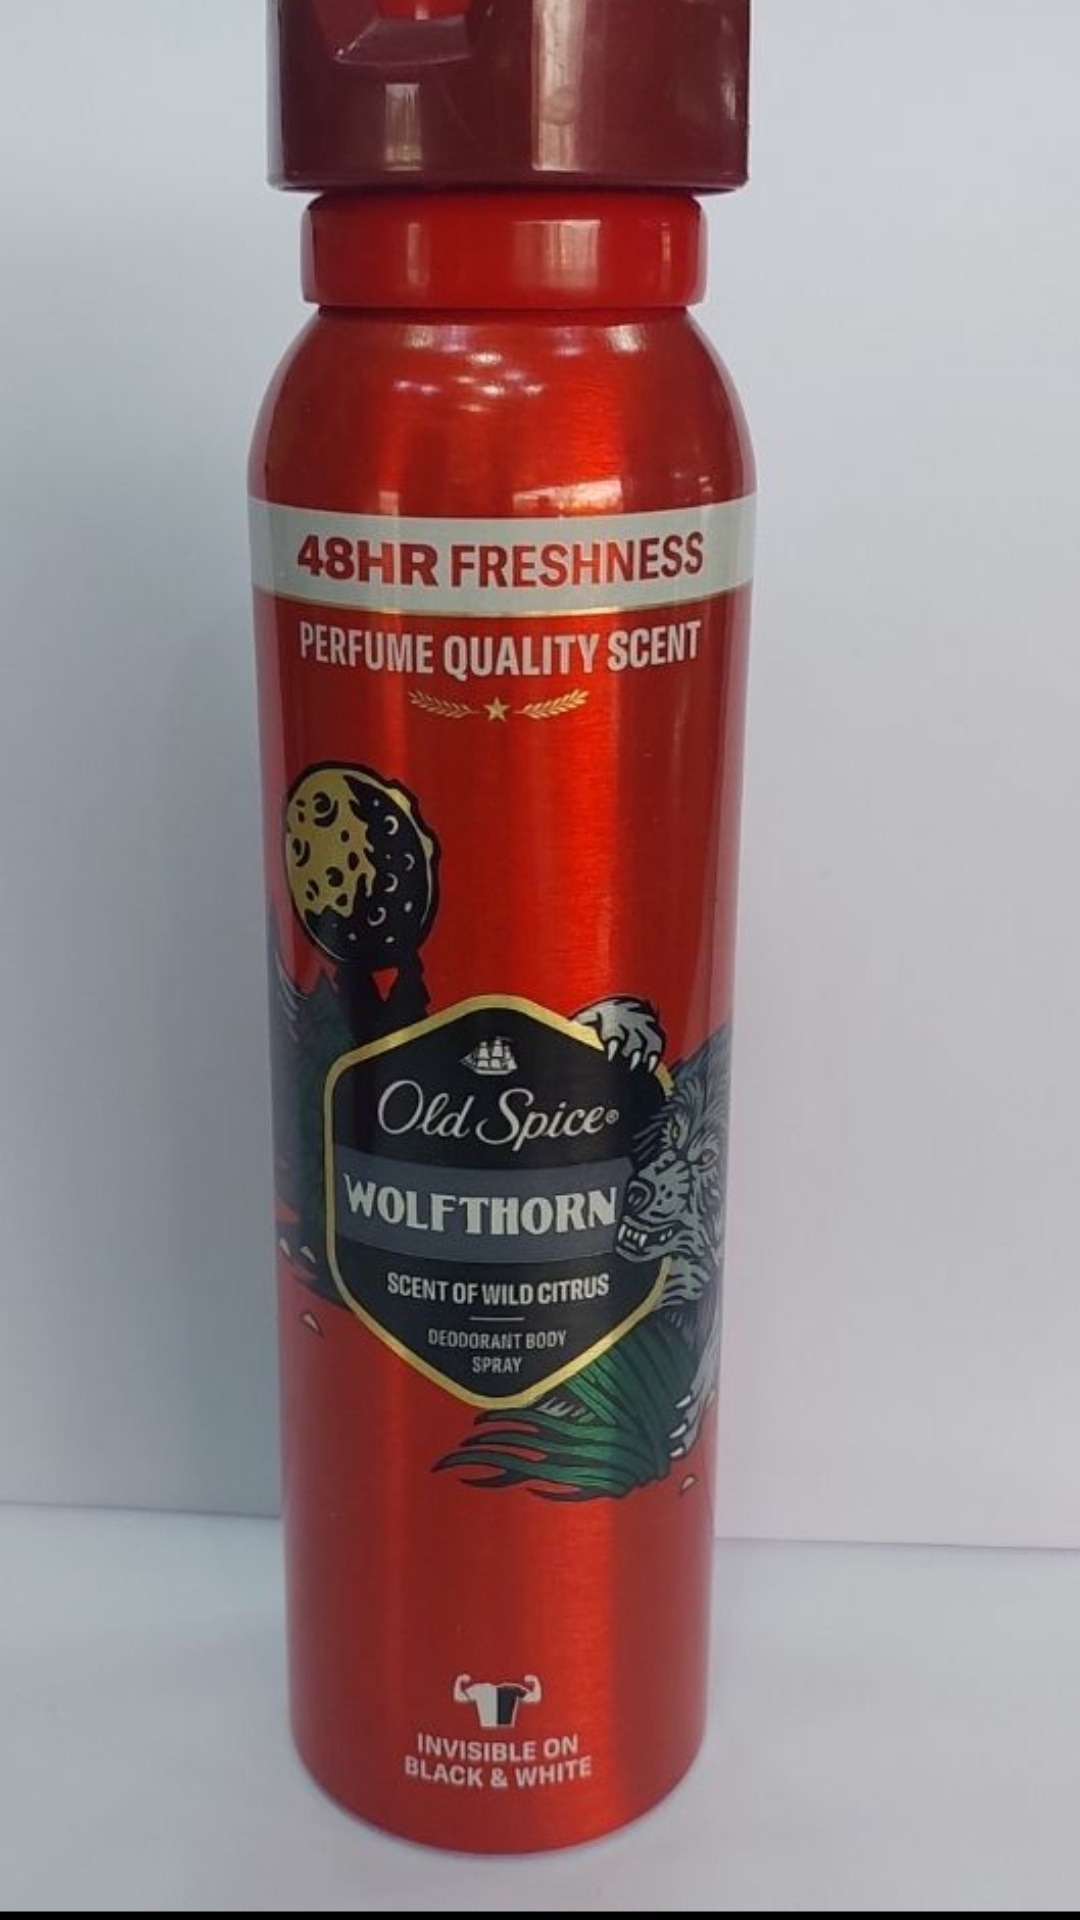 48HR FRESHNESS
PERFUME QUALITY SCENT
Old Spice®
WOLFTHORN
SCENT OF WILD CITRUS
DEODORANT BODY
SPRAY
INVISIBLE ON
BLACK & WHITE